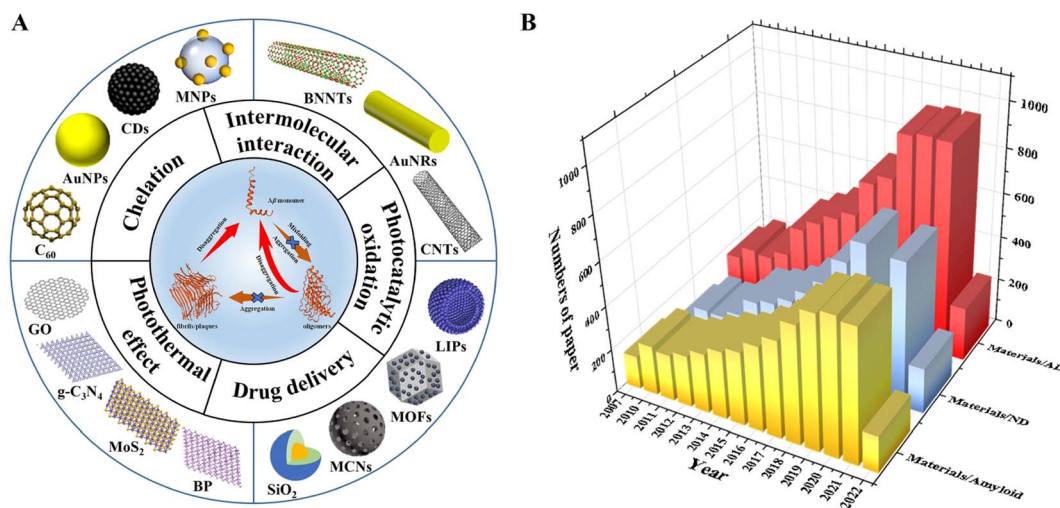 A
MNPs
CDs
AuNPs
C60
BNNTs
AuNRs
CNTs
Chelation
Intermolecular
interaction
Photocatalytic
oxidation
Drug delivery
Photothermal
effect
Aβ monomer
Disaggregation
Misfolding
Aggregation
Disaggregation
Aggregation
fibrils/plaques
oligomers
GO
g-C3N4
MoS2
BP
SiO2
MCNs
MOFs
LIPs
B
Numbers of paper
1000
800
600
400
200
0
1000
800
600
400
200
0
2007
2010
2011
2012
2013
2014
2015
2016
2017
2018
2019
2020
2021
2022
Year
Materials/AD
Materials/ND
Materials/Amyloid